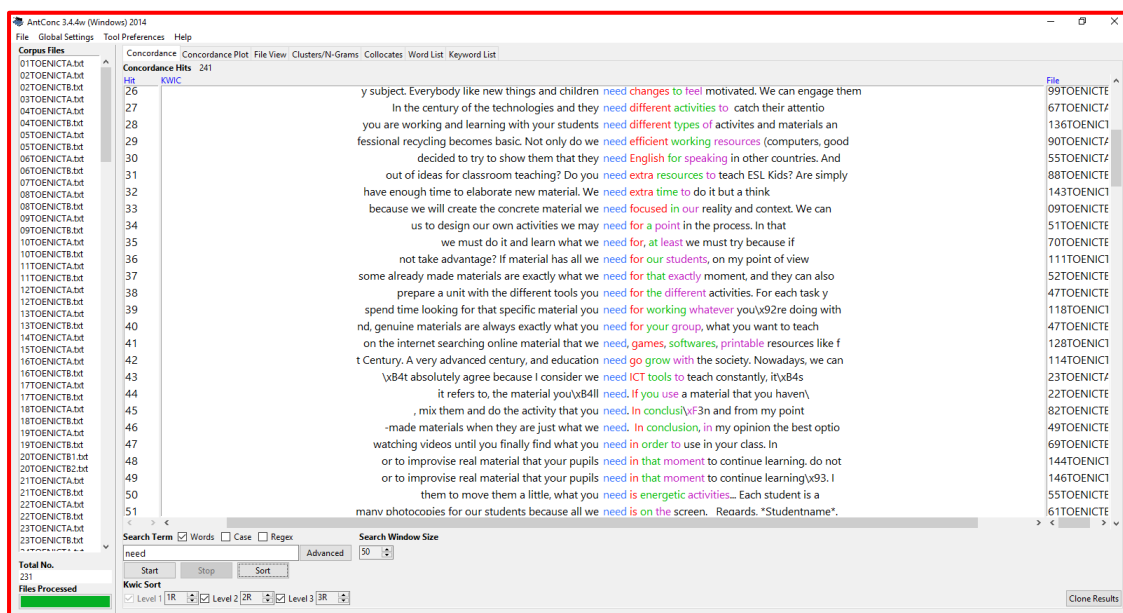 AntConc 3.4.4w (Windows) 2014
File Global Settings Tool Preferences Help
Corpus Files
01TOENICTA.txt
02TOENICTA.txt
02TOENICTB.txt
03TOENICTA.txt
04TOENICTA.txt
04TOENICTB.txt
05TOENICTA.txt
05TOENICTB.txt
06TOENICTA.txt
06TOENICTB.txt
07TOENICTA.txt
08TOENICTA.txt
08TOENICTB.txt
09TOENICTA.txt
09TOENICTB.txt
10TOENICTA.txt
10TOENICTB.txt
11TOENICTA.txt
11TOENICTB.txt
12TOENICTA.txt
12TOENICTB.txt
13TOENICTA.txt
13TOENICTB.txt
14TOENICTA.txt
15TOENICTA.txt
16TOENICTA.txt
16TOENICTB.txt
17TOENICTA.txt
17TOENICTB.txt
18TOENICTA.txt
18TOENICTB.txt
19TOENICTA.txt
19TOENICTB.txt
20TOENICTB1.txt
20TOENICTB2.txt
21TOENICTA.txt
21TOENICTB.txt
22TOENICTA.txt
22TOENICTB.txt
23TOENICTA.txt
23TOENICTB.txt
Total No.
231
Files Processed
Concordance Concordance Plot File View Clusters/N-Grams Collocates Word List Keyword List
Concordance Hits 241
Hit KWIC File
26 y subject. Everybody like new things and children need changes to feel motivated. We can engage them 99TOENICTE
27 In the century of the technologies and they need different activities to catch their attentio 67TOENICTA
28 you are working and learning with your students need different types of activites and materials an 136TOENICT
29 fessional recycling becomes basic. Not only do we need efficient working resources (computers, good 90TOENICTA
30 decided to try to show them that they need English for speaking in other countries. And 55TOENICTA
31 out of ideas for classroom teaching? Do you need extra resources to teach ESL Kids? Are simply 88TOENICTA
32 have enough time to elaborate new material. We need extra time to do it but a think 143TOENICT
33 because we will create the concrete material we need focused in our reality and context. We can 09TOENICTE
34 us to design our own activities we may need for a point in the process. In that 51TOENICTE
35 we must do it and learn what we need for, at least we must try because if 70TOENICTE
36 not take advantage? If material has all we need for our students, on my point of view 111TOENICT
37 some already made materials are exactly what we need for that exactly moment, and they can also 52TOENICTE
38 prepare a unit with the different tools you need for the different activities. For each task y 47TOENICTE
39 spend time looking for that specific material you need for working whatever you\x92re doing with 118TOENICT
40 nd, genuine materials are always exactly what you need for your group, what you want to teach 47TOENICTE
41 on the internet searching online material that we need, games, softwares, printable resources like f 128TOENICT
42 t Century. A very advanced century, and education need go grow with the society. Nowadays, we can 114TOENICT
43 \xB4t absolutely agree because I consider we need ICT tools to teach constantly, it\xB4s 23TOENICTA
44 it refers to, the material you\xB4ll need. If you use a material that you haven\ 22TOENICTE
45 , mix them and do the activity that you need. In conclusi\xF3n and from my point 82TOENICTE
46 -made materials when they are just what we need. In conclusion, in my opinion the best optio 49TOENICTE
47 watching videos until you finally find what you need in order to use in your class. In 69TOENICTE
48 or to improvise real material that your pupils need in that moment to continue learning. do not 144TOENICT
49 or to improvise real material that your pupils need in that moment to continue learning\x93. I 146TOENICT
50 them to move them a little, what you need is energetic activities... Each student is a 55TOENICTE
51 many photocopies for our students because all we need is on the screen. Regards, *Studentname*. 61TOENICTE
Search Term Words Case Regex Search Window Size
need Advanced 50
Start Stop Sort
Kwic Sort
Level 1 1R Level 2 2R Level 3 3R Clone Results